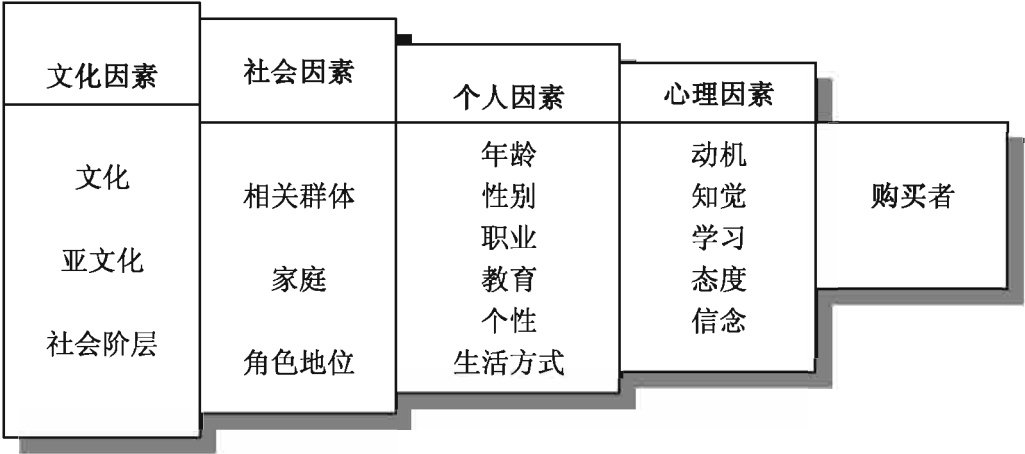 文化因素
文化
亚文化
社会阶层
社会因素
相关群体
家庭
角色地位
个人因素
年龄
性别
职业
教育
个性
生活方式
心理因素
动机
知觉
学习
态度
信念
购买者